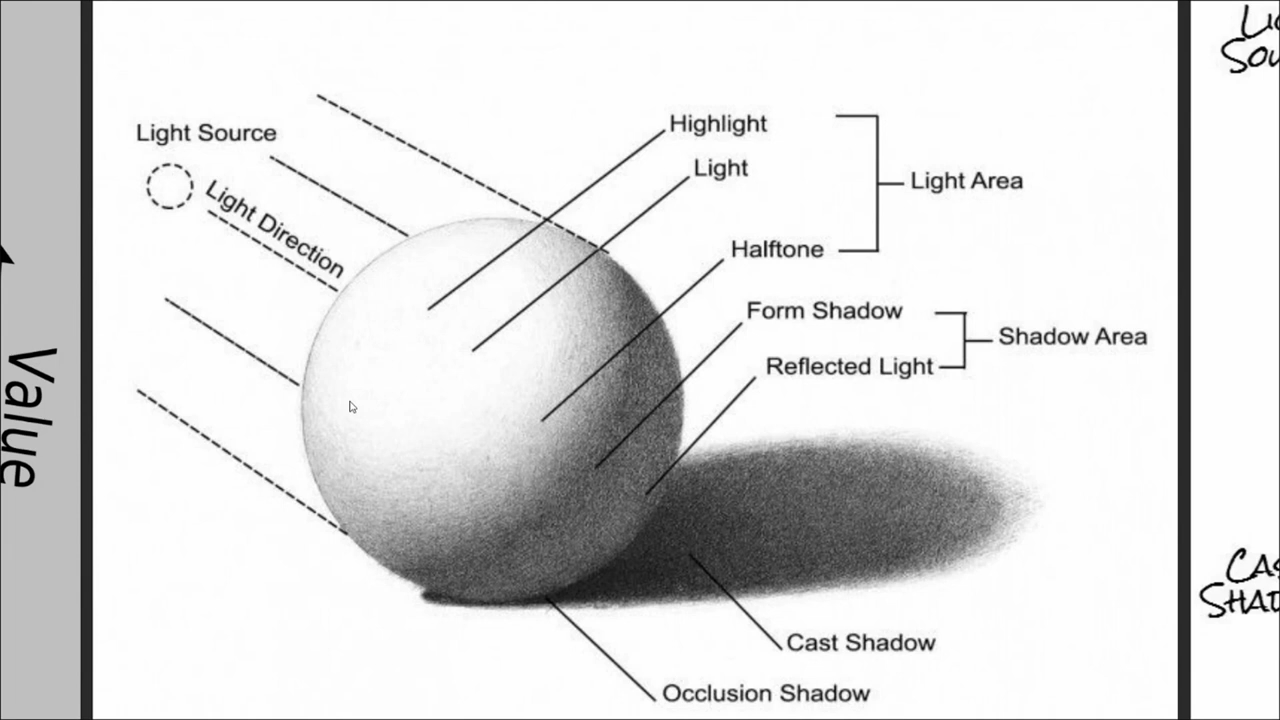 Value
Light Source
Light Direction
Highlight
Light
Halftone
Light Area
Form Shadow
Reflected Light
Shadow Area
Cast Shadow
Occlusion Shadow